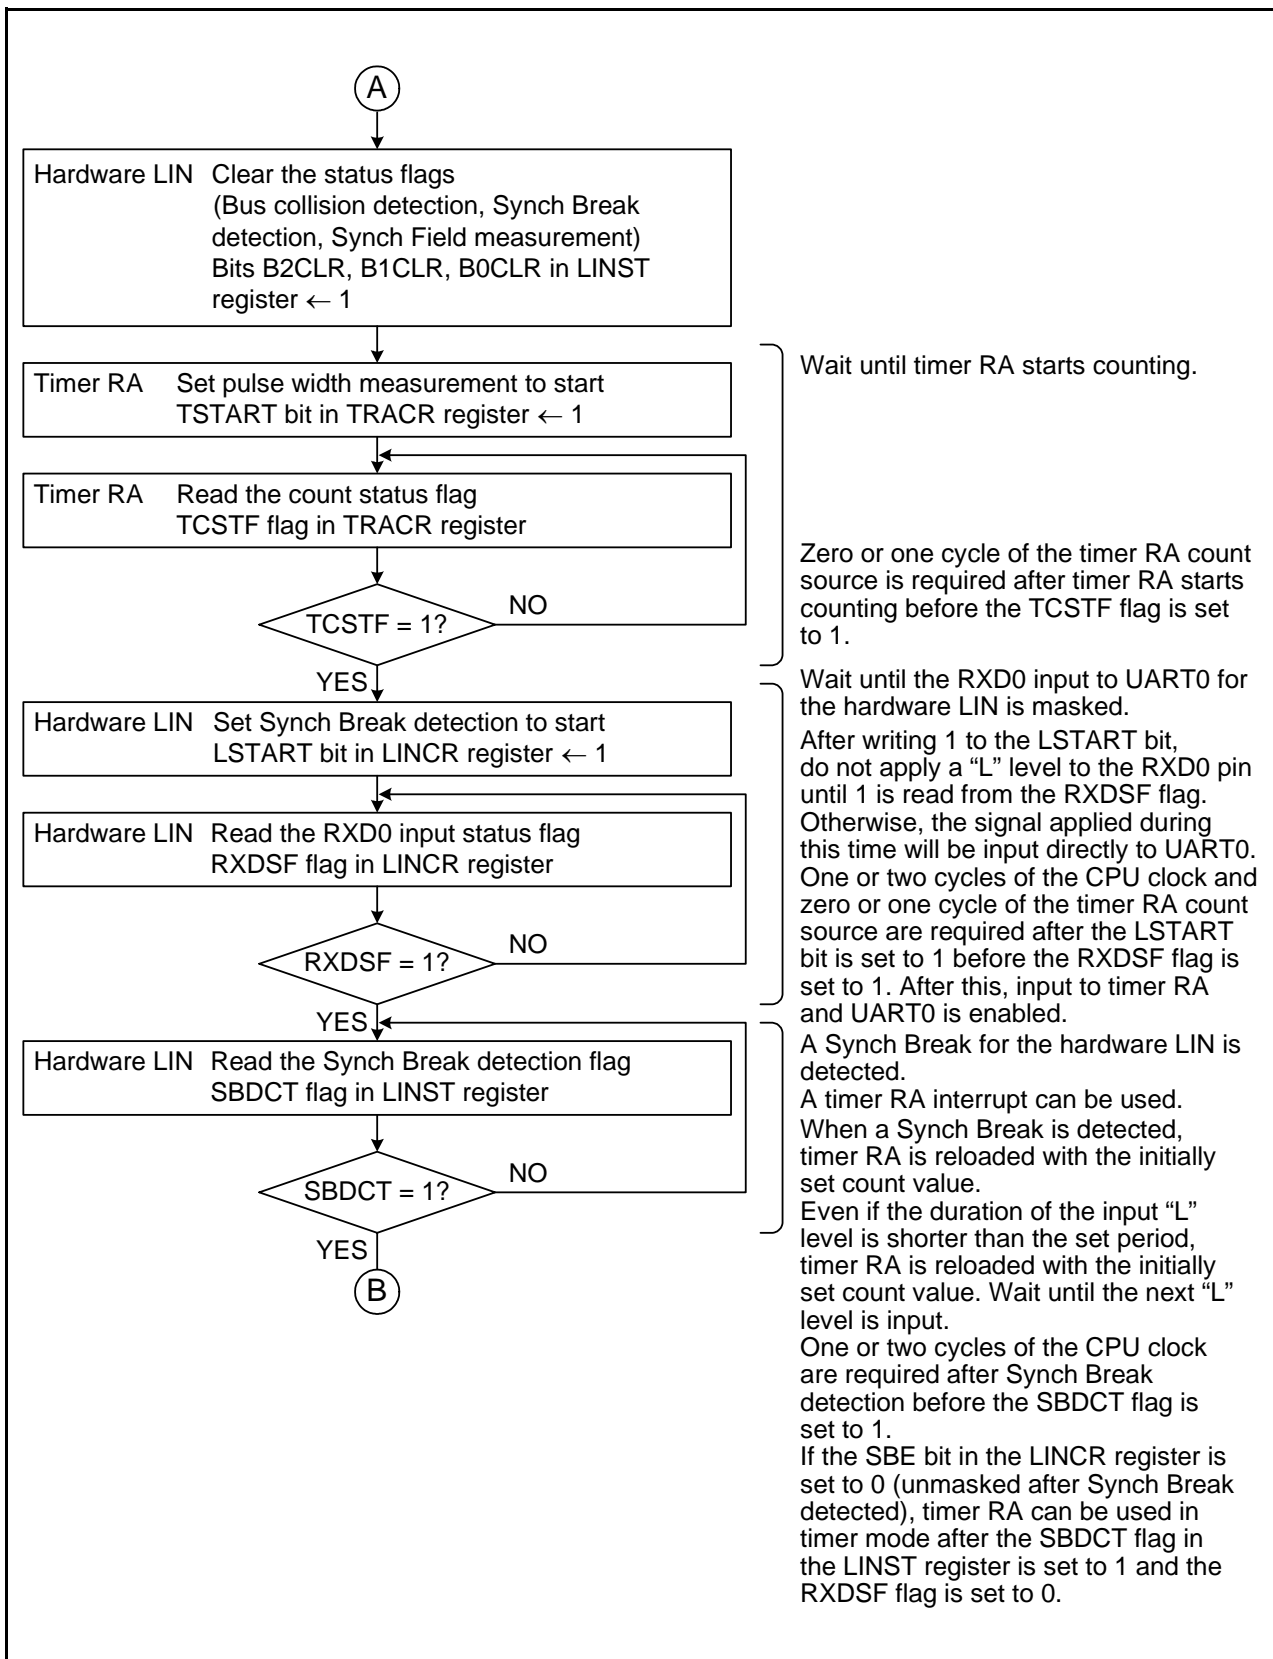 A
Hardware LIN Clear the status flags
(Bus collision detection, Synch Break
detection, Synch Field measurement)
Bits B2CLR, B1CLR, B0CLR in LINST
register ← 1
Timer RA Set pulse width measurement to start
TSTART bit in TRACR register ← 1
Wait until timer RA starts counting.
Timer RA Read the count status flag
TCSTF flag in TRACR register
TCSTF = 1?
NO
YES
Zero or one cycle of the timer RA count
source is required after timer RA starts
counting before the TCSTF flag is set
to 1.
Hardware LIN Set Synch Break detection to start
LSTART bit in LINCR register ← 1
Hardware LIN Read the RXD0 input status flag
RXDSF flag in LINCR register
RXDSF = 1?
NO
YES
Wait until the RXD0 input to UART0 for
the hardware LIN is masked.
After writing 1 to the LSTART bit,
do not apply a “L” level to the RXD0 pin
until 1 is read from the RXDSF flag.
Otherwise, the signal applied during
this time will be input directly to UART0.
One or two cycles of the CPU clock and
zero or one cycle of the timer RA count
source are required after the LSTART
bit is set to 1 before the RXDSF flag is
set to 1. After this, input to timer RA
and UART0 is enabled.
Hardware LIN Read the Synch Break detection flag
SBDCT flag in LINST register
SBDCT = 1?
NO
YES
B
A Synch Break for the hardware LIN is
detected.
A timer RA interrupt can be used.
When a Synch Break is detected,
timer RA is reloaded with the initially
set count value.
Even if the duration of the input “L”
level is shorter than the set period,
timer RA is reloaded with the initially
set count value. Wait until the next “L”
level is input.
One or two cycles of the CPU clock
are required after Synch Break
detection before the SBDCT flag is
set to 1.
If the SBE bit in the LINCR register is
set to 0 (unmasked after Synch Break
detected), timer RA can be used in
timer mode after the SBDCT flag in
the LINST register is set to 1 and the
RXDSF flag is set to 0.